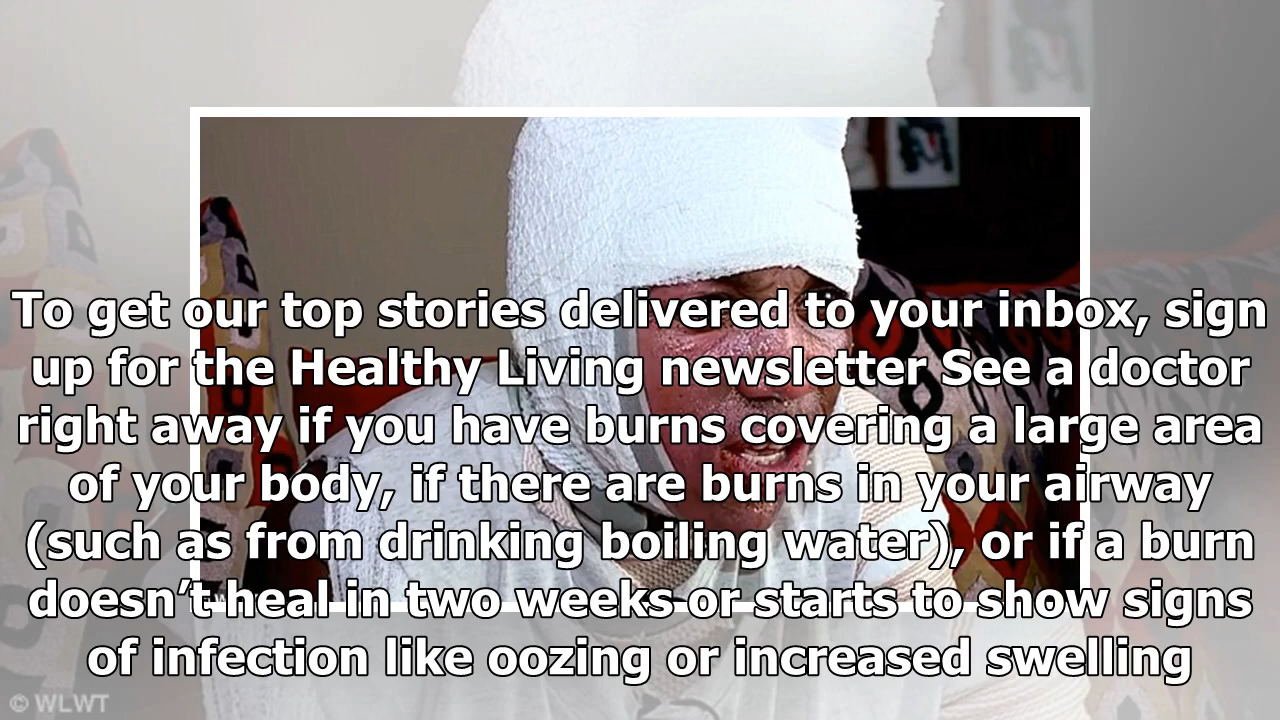 To get our top stories delivered to your inbox, sign
up for the Healthy Living newsletter See a doctor
right away if you have burns covering a large area
of your body, if there are burns in your airway
(such as from drinking boiling water), or if a burn
doesn’t heal in two weeks or starts to show signs
of infection like oozing or increased swelling
© WLWT